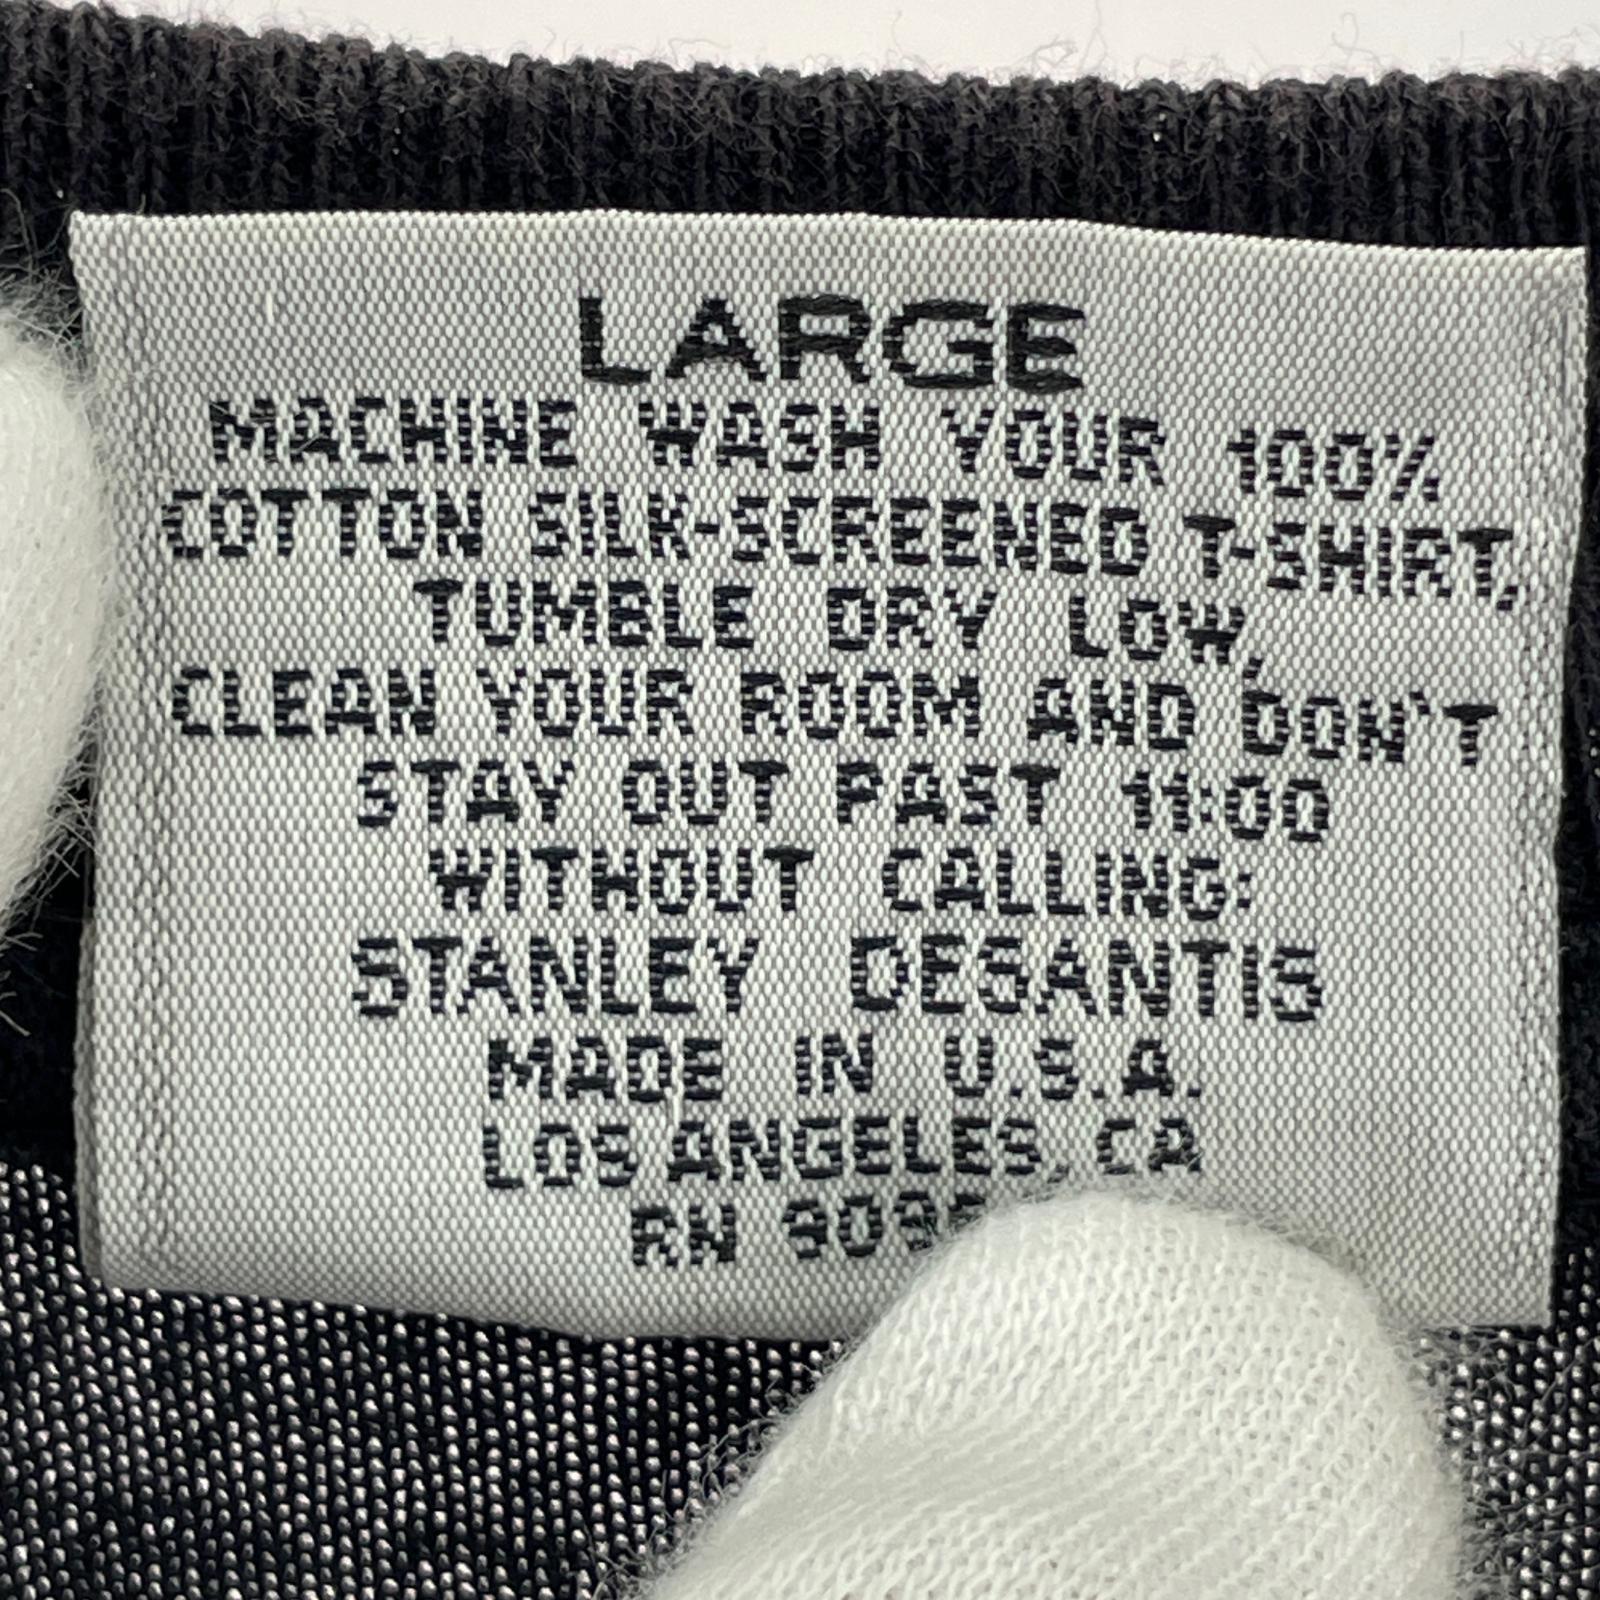 LARGE
MACHINE WASH YOUR 100%
COTTON SILK-SCREENED T-SHIRT,
TUMBLE DRY LOW,
CLEAN YOUR ROOM AND DON'T
STAY OUT PAST 11:00
WITHOUT CALLING:
STANLEY DESANTIS
MADE IN U.S.A.
LOS ANGELES, CA
RN